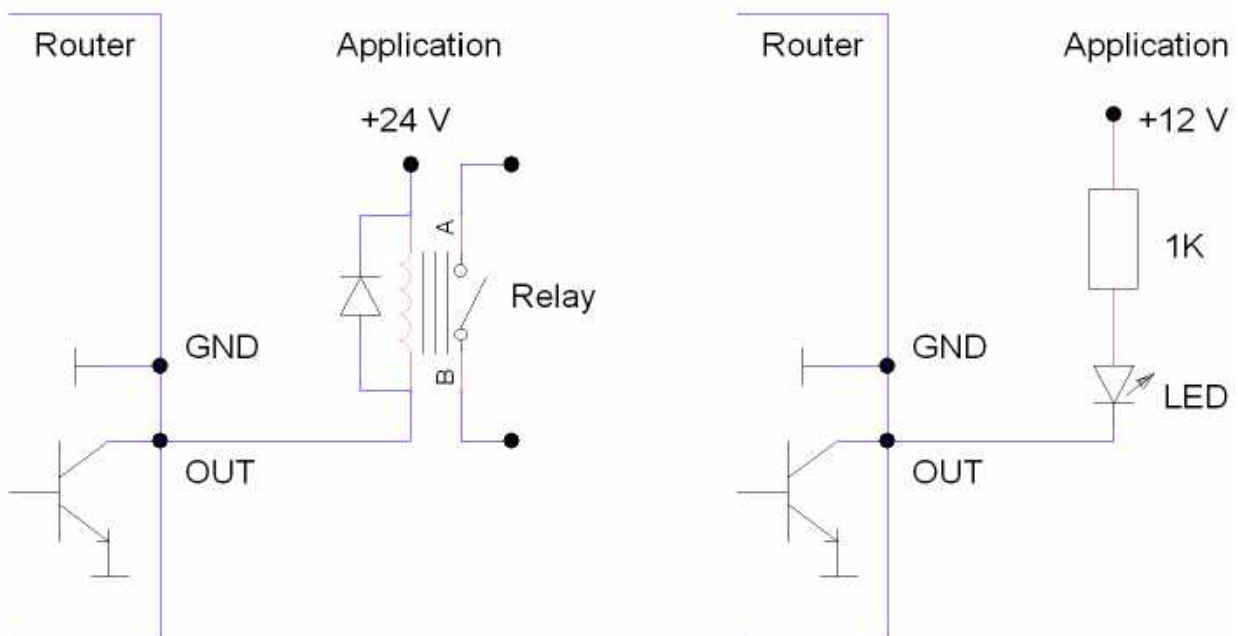 Router
Application
+24 V
A
Relay
B
GND
OUT
Router
Application
+12 V
1K
GND
LED
OUT